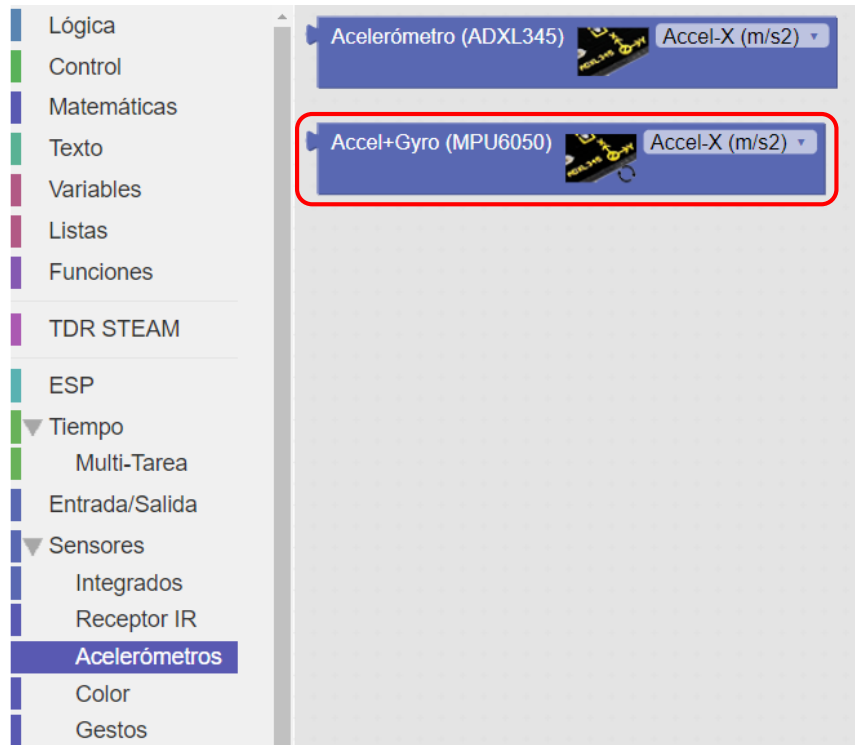 Lógica
Control
Matemáticas
Texto
Variables
Listas
Funciones
TDR STEAM
ESP
Tiempo
Multi-Tarea
Entrada/Salida
Sensores
Integrados
Receptor IR
Acelerómetros
Color
Gestos
Acelerómetro (ADXL345) Accel-X (m/s2)
Accel+Gyro (MPU6050) Accel-X (m/s2)